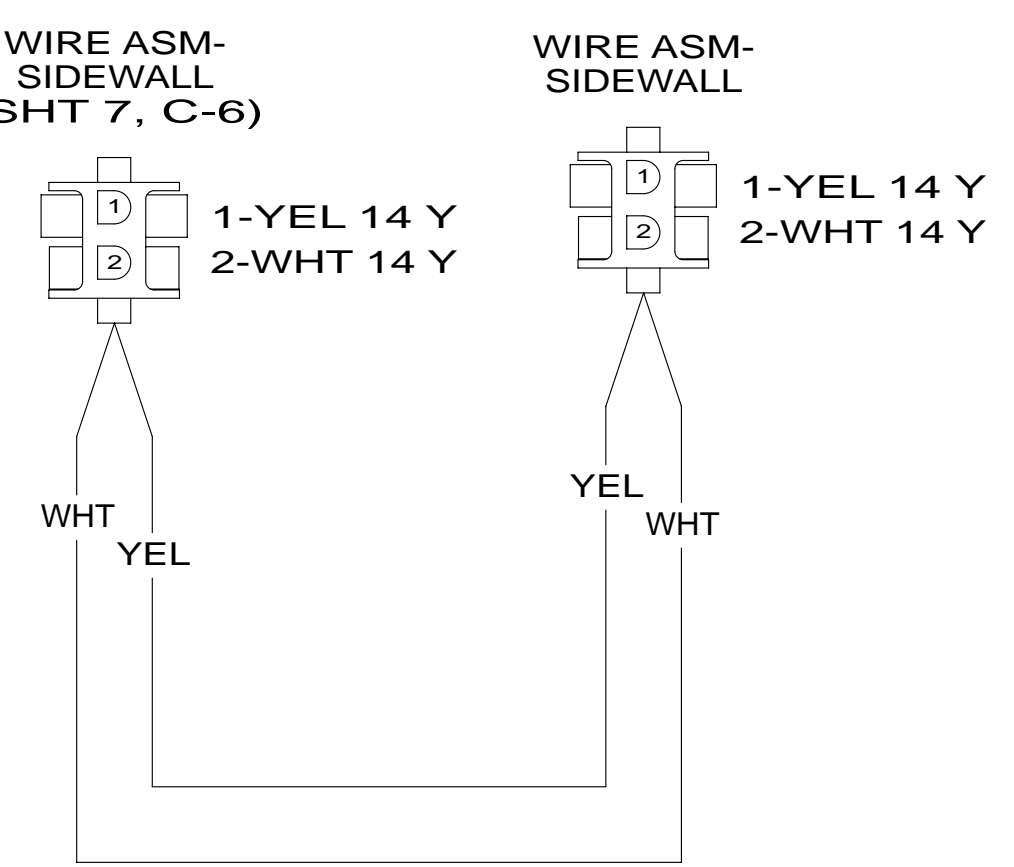 WIRE ASM-
SIDEWALL
SHT 7, C-6)
1
2
1-YEL 14 Y
2-WHT 14 Y
WHT
YEL
WIRE ASM-
SIDEWALL
1
2
1-YEL 14 Y
2-WHT 14 Y
YEL
WHT